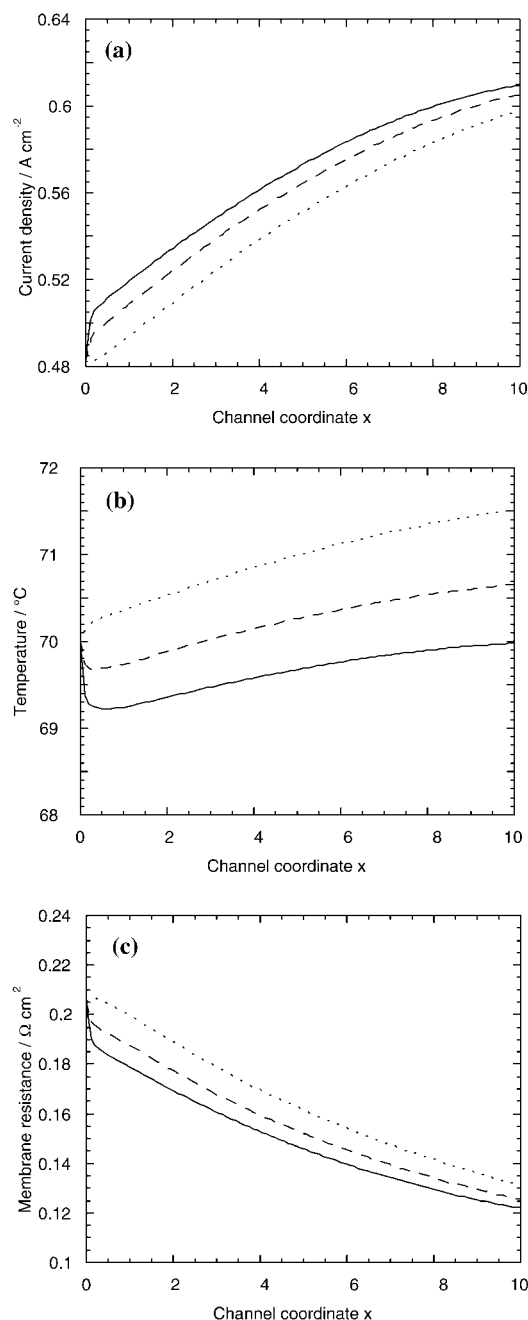 (a)
Current density / A cm⁻²
0.64
0.6
0.56
0.52
0.48
0 2 4 6 8 10
Channel coordinate x
(b)
Temperature / °C
72
71
70
69
68
0 2 4 6 8 10
Channel coordinate x
(c)
Membrane resistance / Ω cm²
0.24
0.22
0.2
0.18
0.16
0.14
0.12
0.1
0 2 4 6 8 10
Channel coordinate x